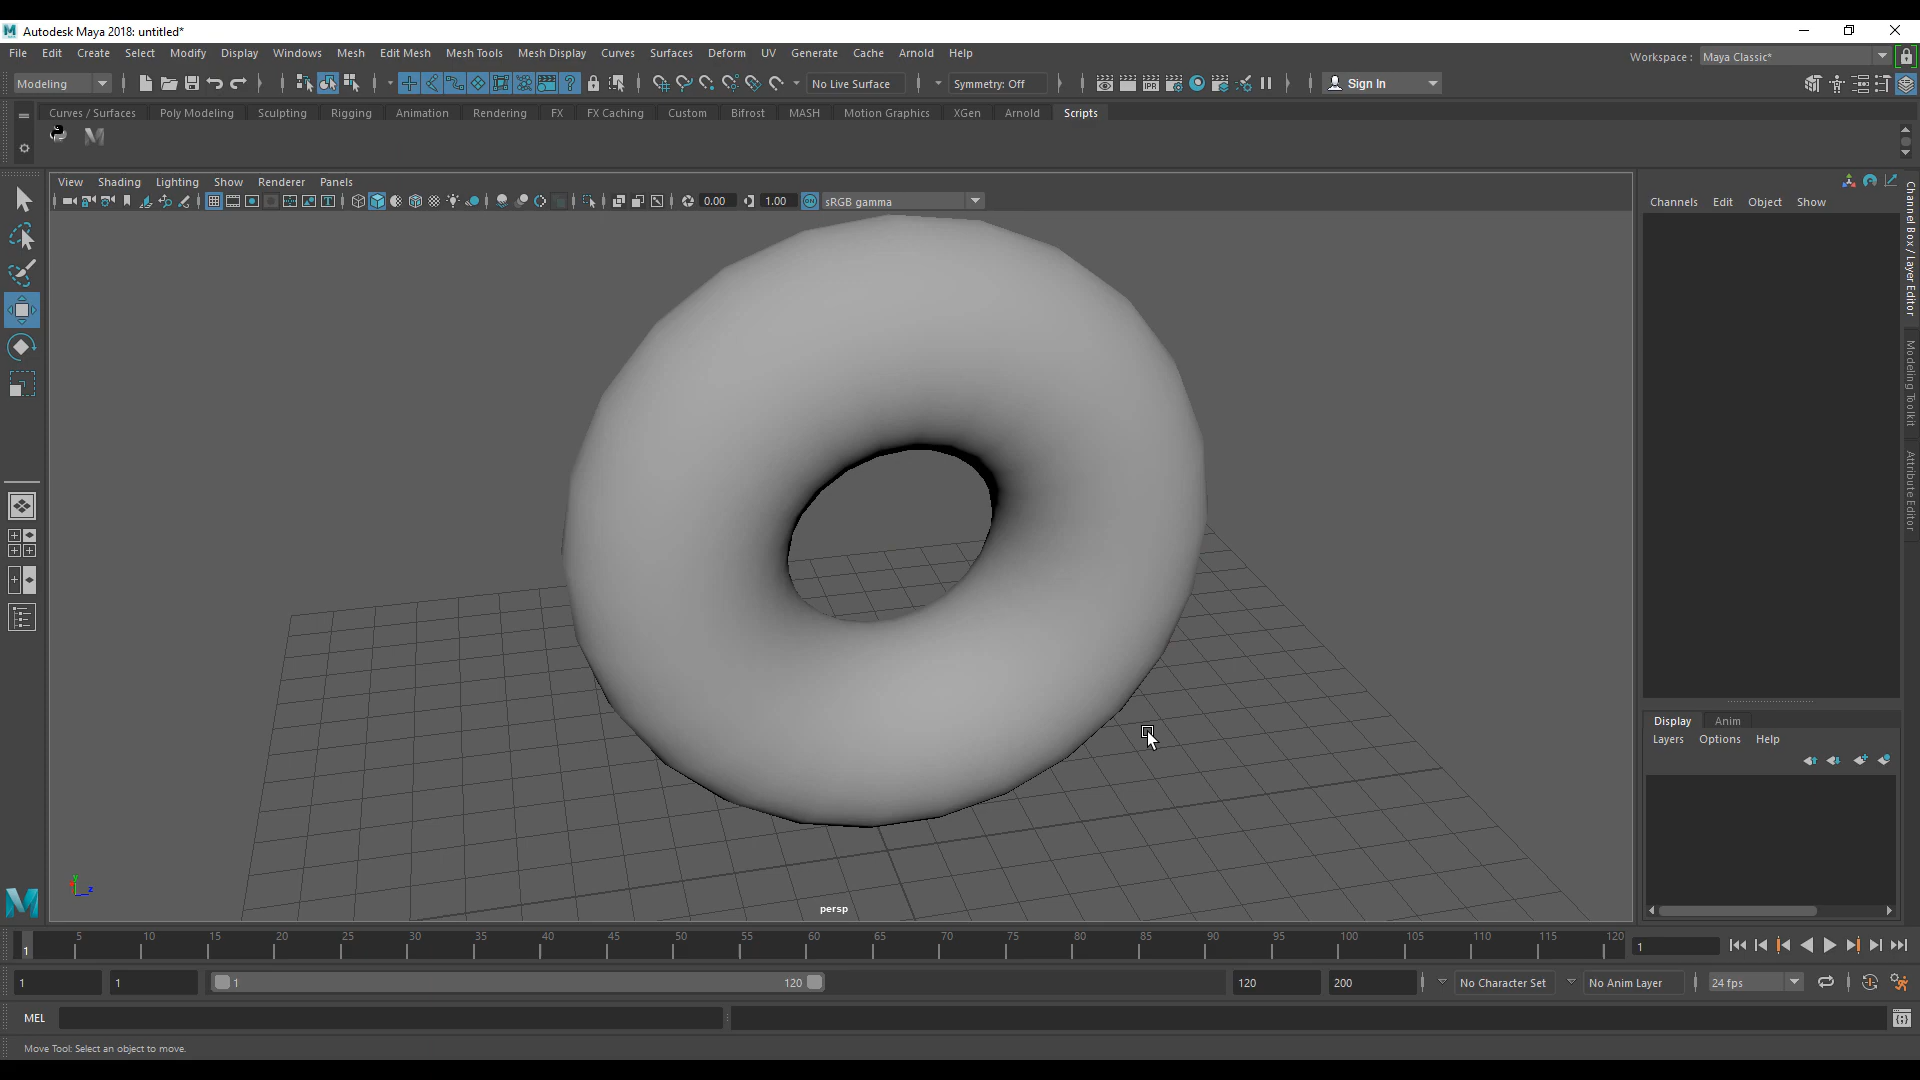 Autodesk Maya 2018: untitled*
File Edit Create Select Modify Display Windows Mesh Edit Mesh Mesh Tools Mesh Display Curves Surfaces Deform UV Generate Cache Arnold Help
Workspace : Maya Classic*
Modeling
No Live Surface
Symmetry: Off
IPR
Sign In
Curves / Surfaces Poly Modeling Sculpting Rigging Animation Rendering FX FX Caching Custom Bifrost MASH Motion Graphics XGen Arnold Scripts
View Shading Lighting Show Renderer Panels
0.00
1.00
ON
sRGB gamma
Channels Edit Object Show
Channel Box / Layer Editor
Modeling Toolkit
Attribute Editor
Display Anim
Layers Options Help
y
z
persp
5 10 15 20 25 30 35 40 45 50 55 60 65 70 75 80 85 90 95 100 105 110 115 120
1
1
1 1 1 120 120 200 No Character Set No Anim Layer 24 fps
MEL
Move Tool: Select an object to move.